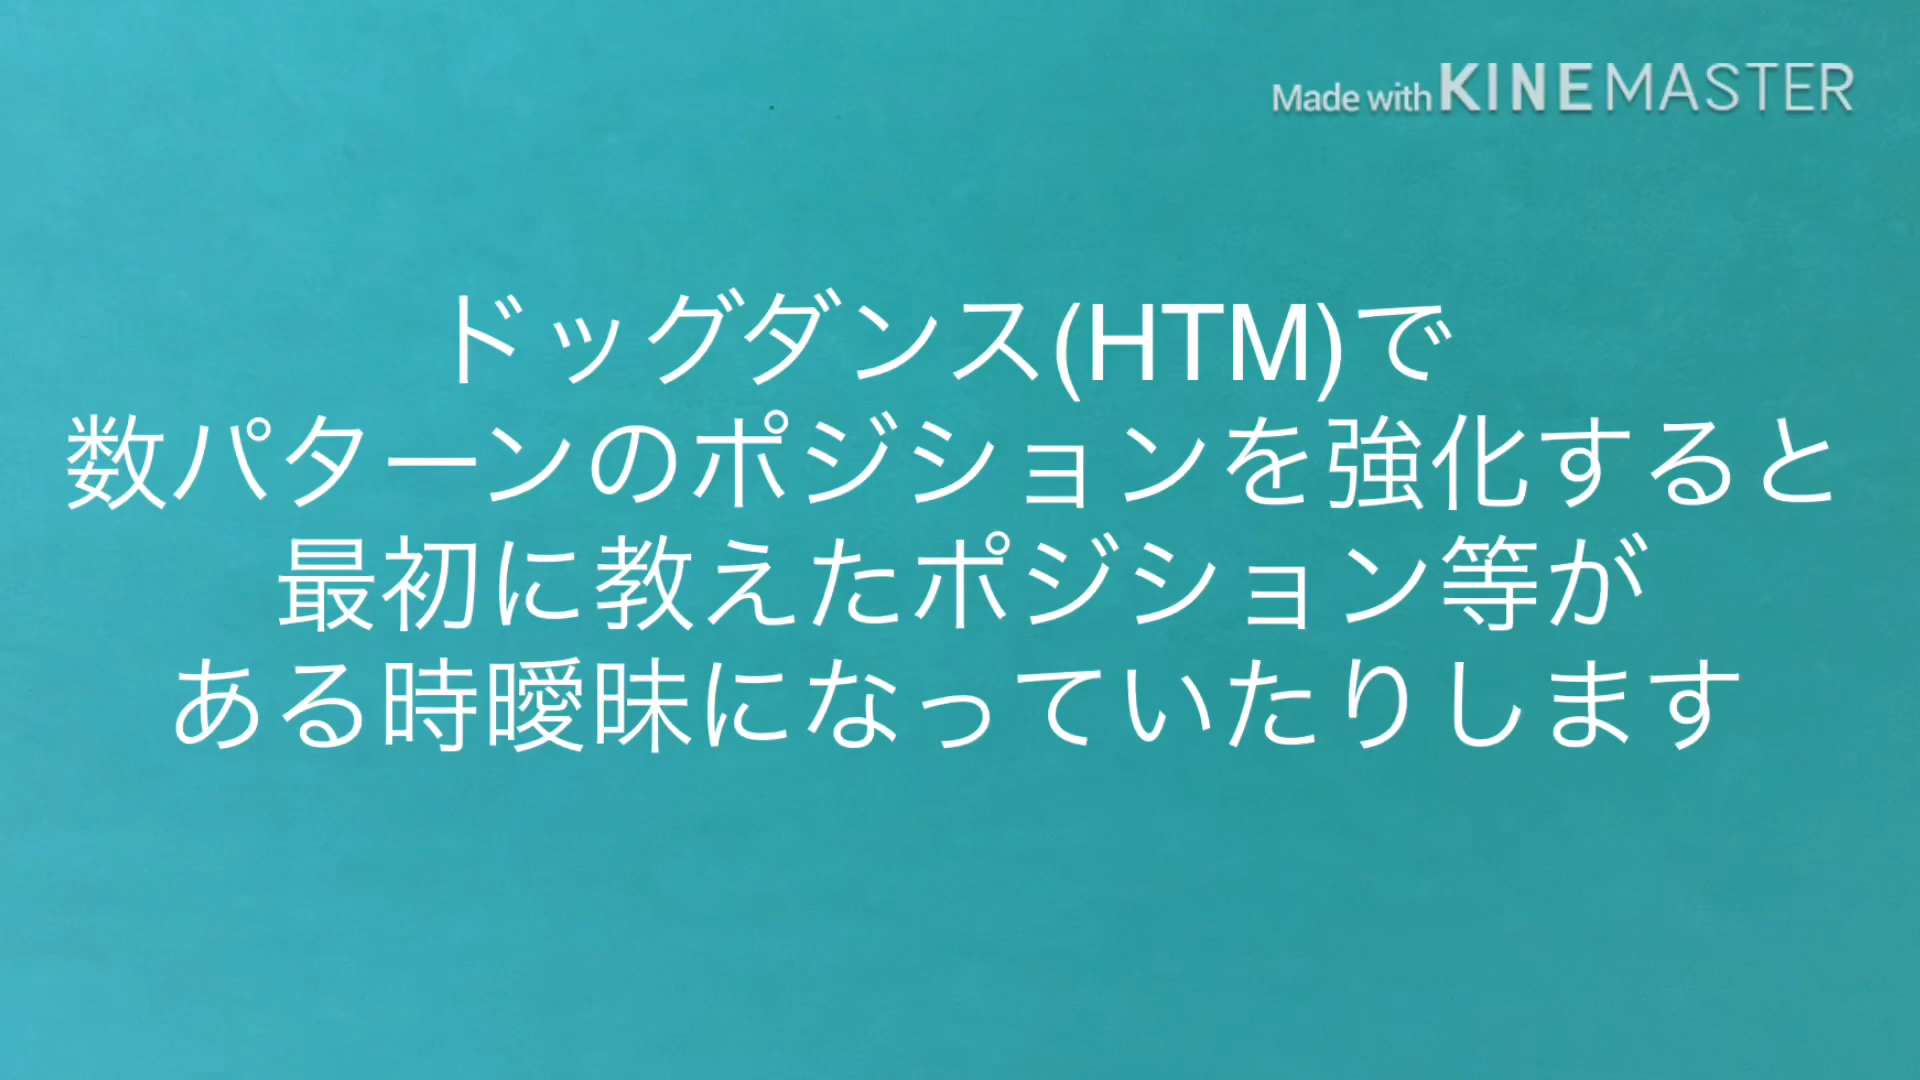 Made with KINEMASTER
ドッグダンス(HTM)で
数パターンのポジションを強化すると
最初に教えたポジション等が
ある時曖昧になっていたりします